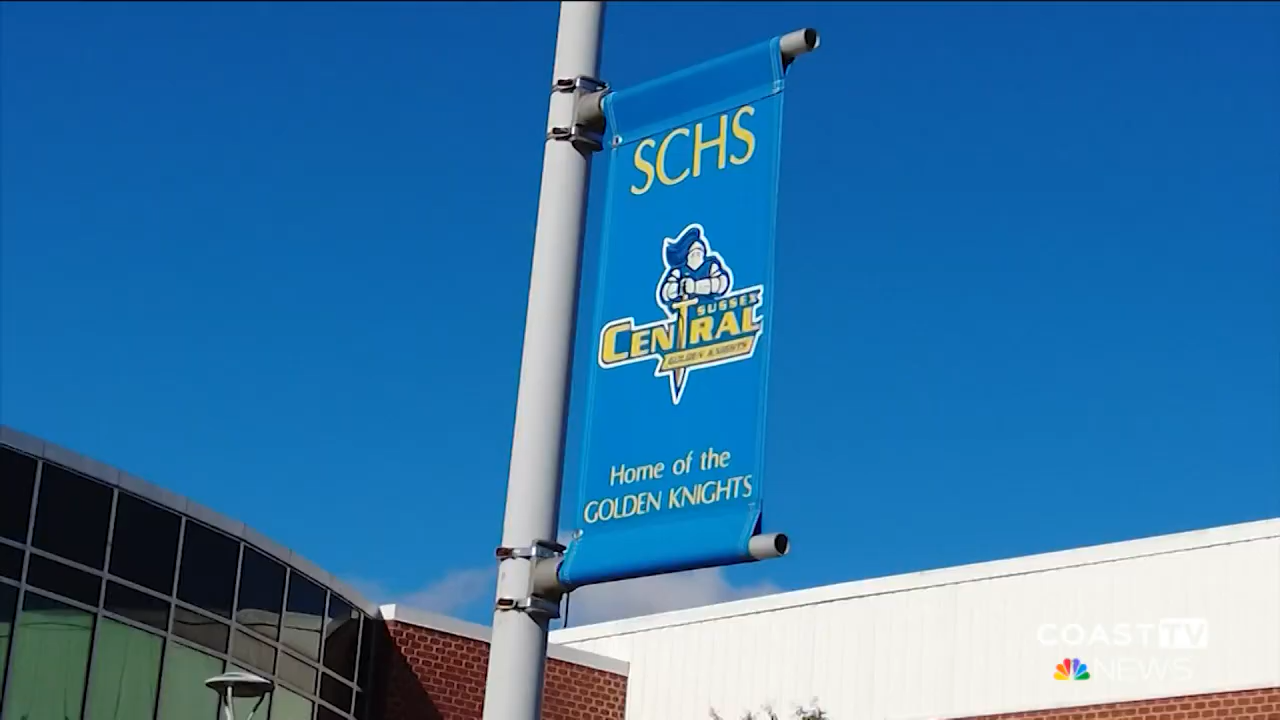 SCHS
SUSSEX
CENTRAL
GOLDEN KNIGHTS
Home of the
GOLDEN KNIGHTS
COAST TV
NEWS